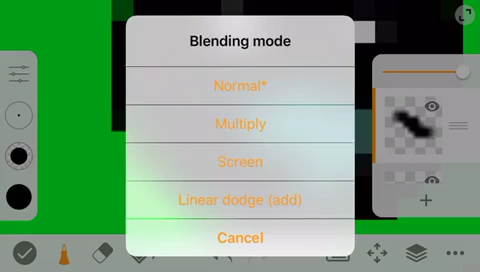 Blending mode
Normal*
Multiply
Screen
Linear dodge (add)
Cancel